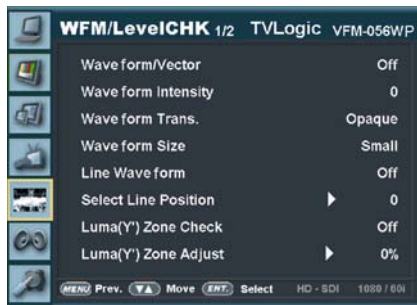 WFM/LevelCHK 1/2 TVLogic VFM-056WP
Wave form/Vector Off
Wave form Intensity 0
Wave form Trans. Opaque
Wave form Size Small
Line Wave form Off
Select Line Position ▶ 0
Luma(Y') Zone Check Off
Luma(Y') Zone Adjust ▶ 0%
MENU Prev. ▼▲ Move ENT. Select HD - SDI 1080 / 60i